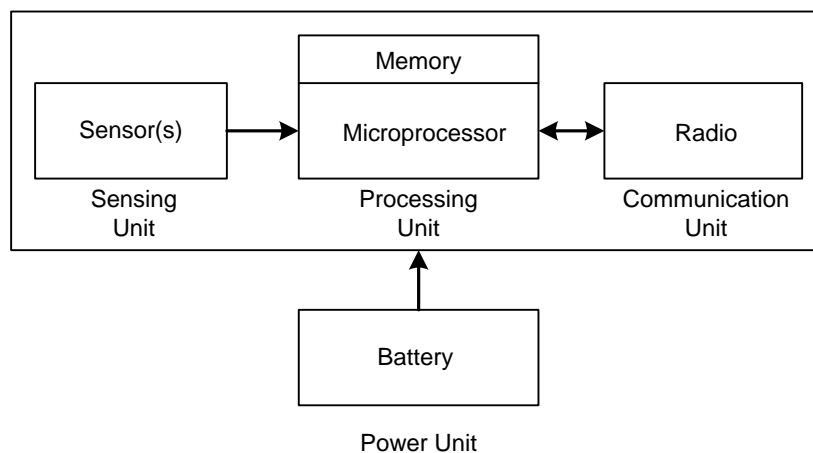 Memory
Sensor(s)
Microprocessor
Radio
Sensing
Unit
Processing
Unit
Communication
Unit
Battery
Power Unit